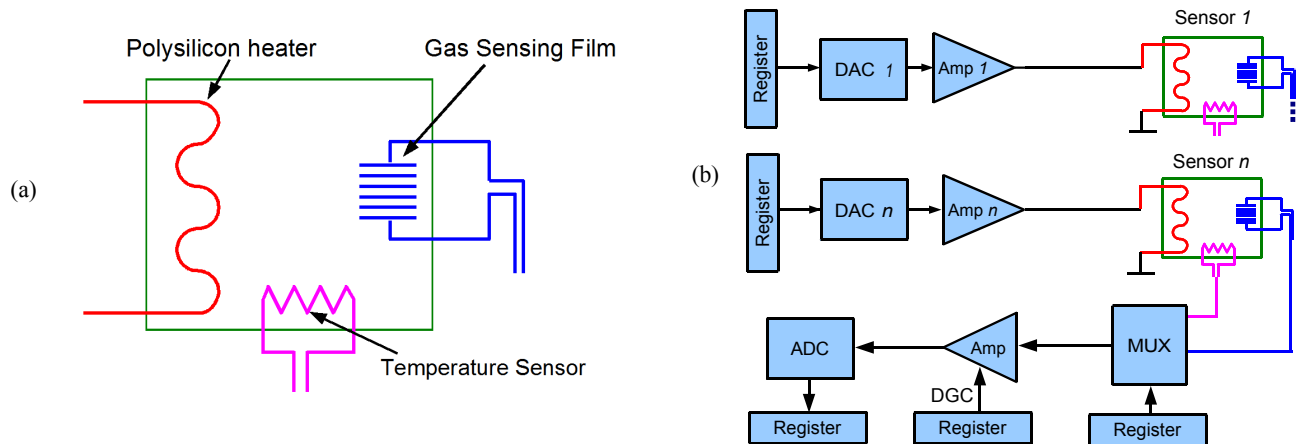 (a)
Polysilicon heater
Gas Sensing Film
Temperature Sensor
(b)
Sensor 1
Register
DAC 1
Amp 1
Sensor n
Register
DAC n
Amp n
ADC
Amp
MUX
DGC
Register
Register
Register